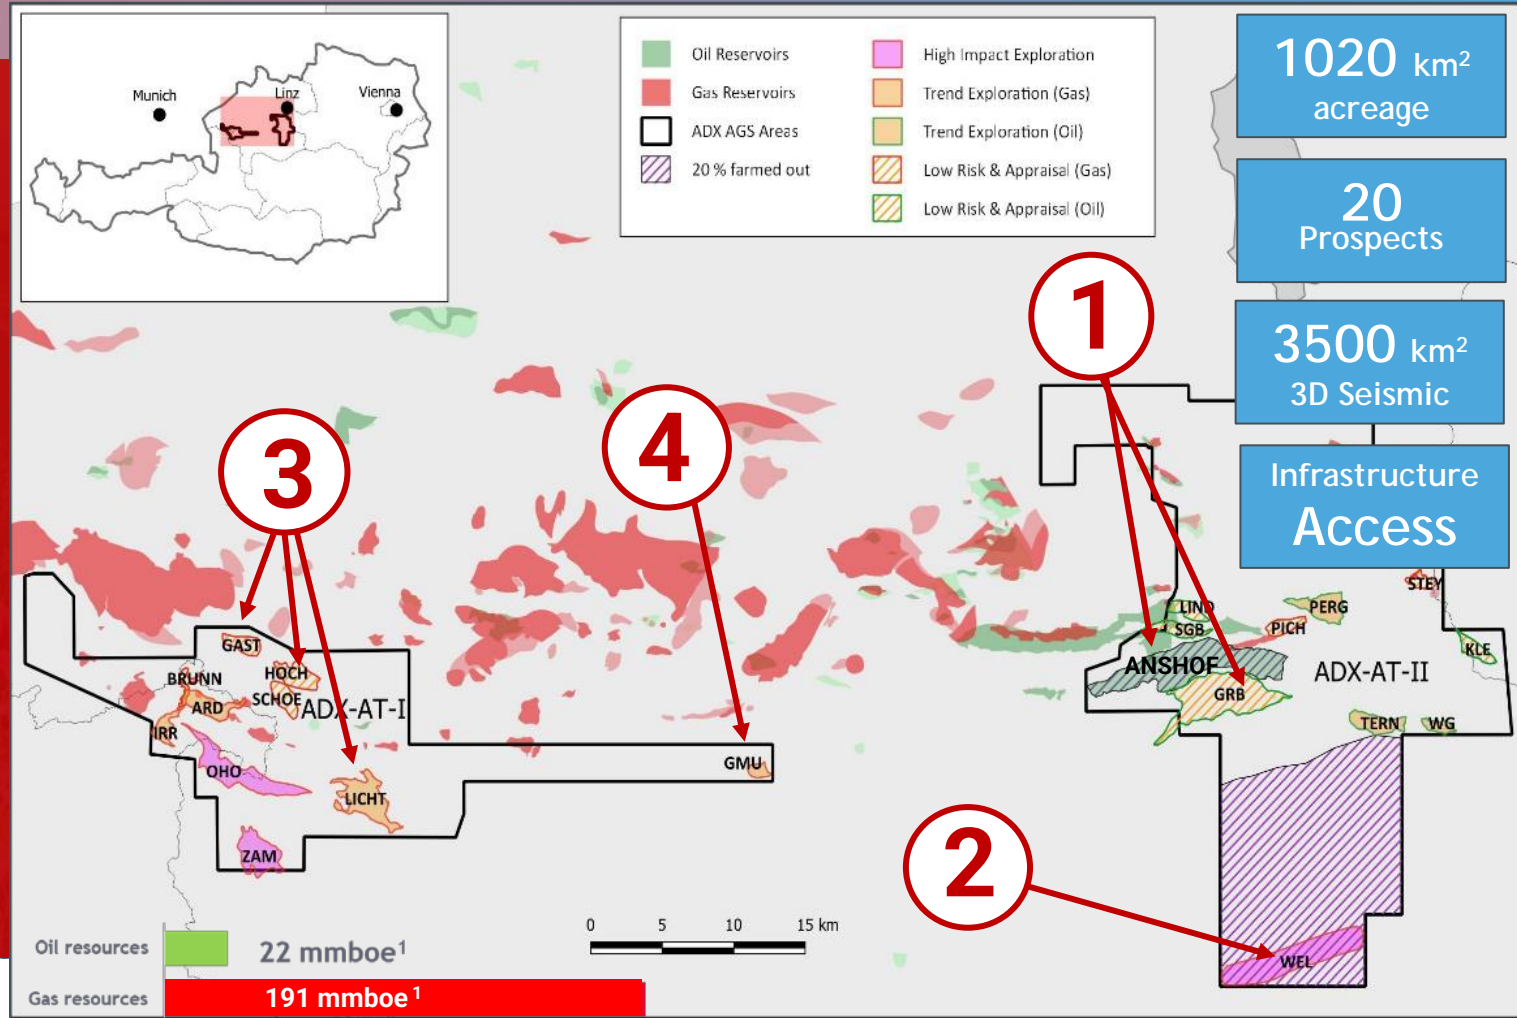 Munich
Linz
Vienna
Oil Reservoirs
Gas Reservoirs
ADX AGS Areas
20 % farmed out
High Impact Exploration
Trend Exploration (Gas)
Trend Exploration (Oil)
Low Risk & Appraisal (Gas)
Low Risk & Appraisal (Oil)
1020 km²
acreage
20
Prospects
3500 km²
3D Seismic
Infrastructure
Access
1
3
4
2
STEY
LIND
PERG
SGB
PICH
KLE
ANSHOF
ADX-AT-II
GRB
TERN
WG
WEL
GAST
HOCH
BRUNN
SCHOE
ARD
ADX-AT-I
IRR
OHO
LICHT
GMU
ZAM
0 5 10 15 km
Oil resources
22 mmboe¹
Gas resources
191 mmboe¹